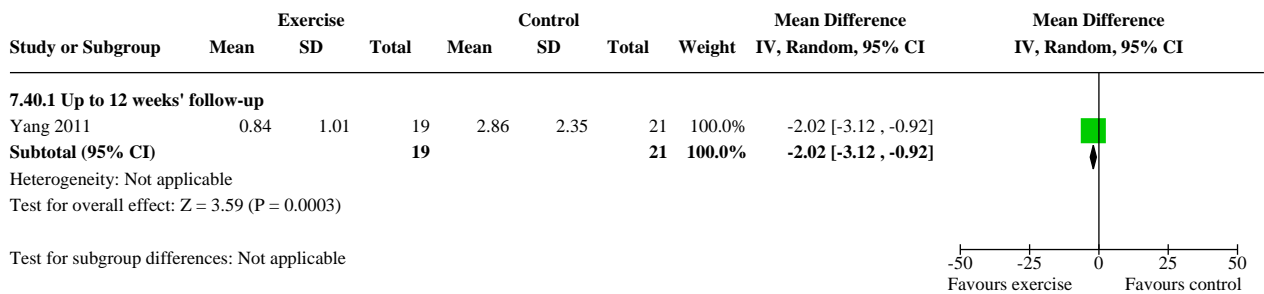 Exercise Control Mean Difference Mean Difference
Study or Subgroup Mean SD Total Mean SD Total Weight IV, Random, 95% CI IV, Random, 95% CI
7.40.1 Up to 12 weeks' follow-up
Yang 2011 0.84 1.01 19 2.86 2.35 21 100.0% -2.02 [-3.12 , -0.92]
Subtotal (95% CI) 19 21 100.0% -2.02 [-3.12 , -0.92]
Heterogeneity: Not applicable
Test for overall effect: Z = 3.59 (P = 0.0003)
Test for subgroup differences: Not applicable
-50 -25 0 25 50
Favours exercise Favours control